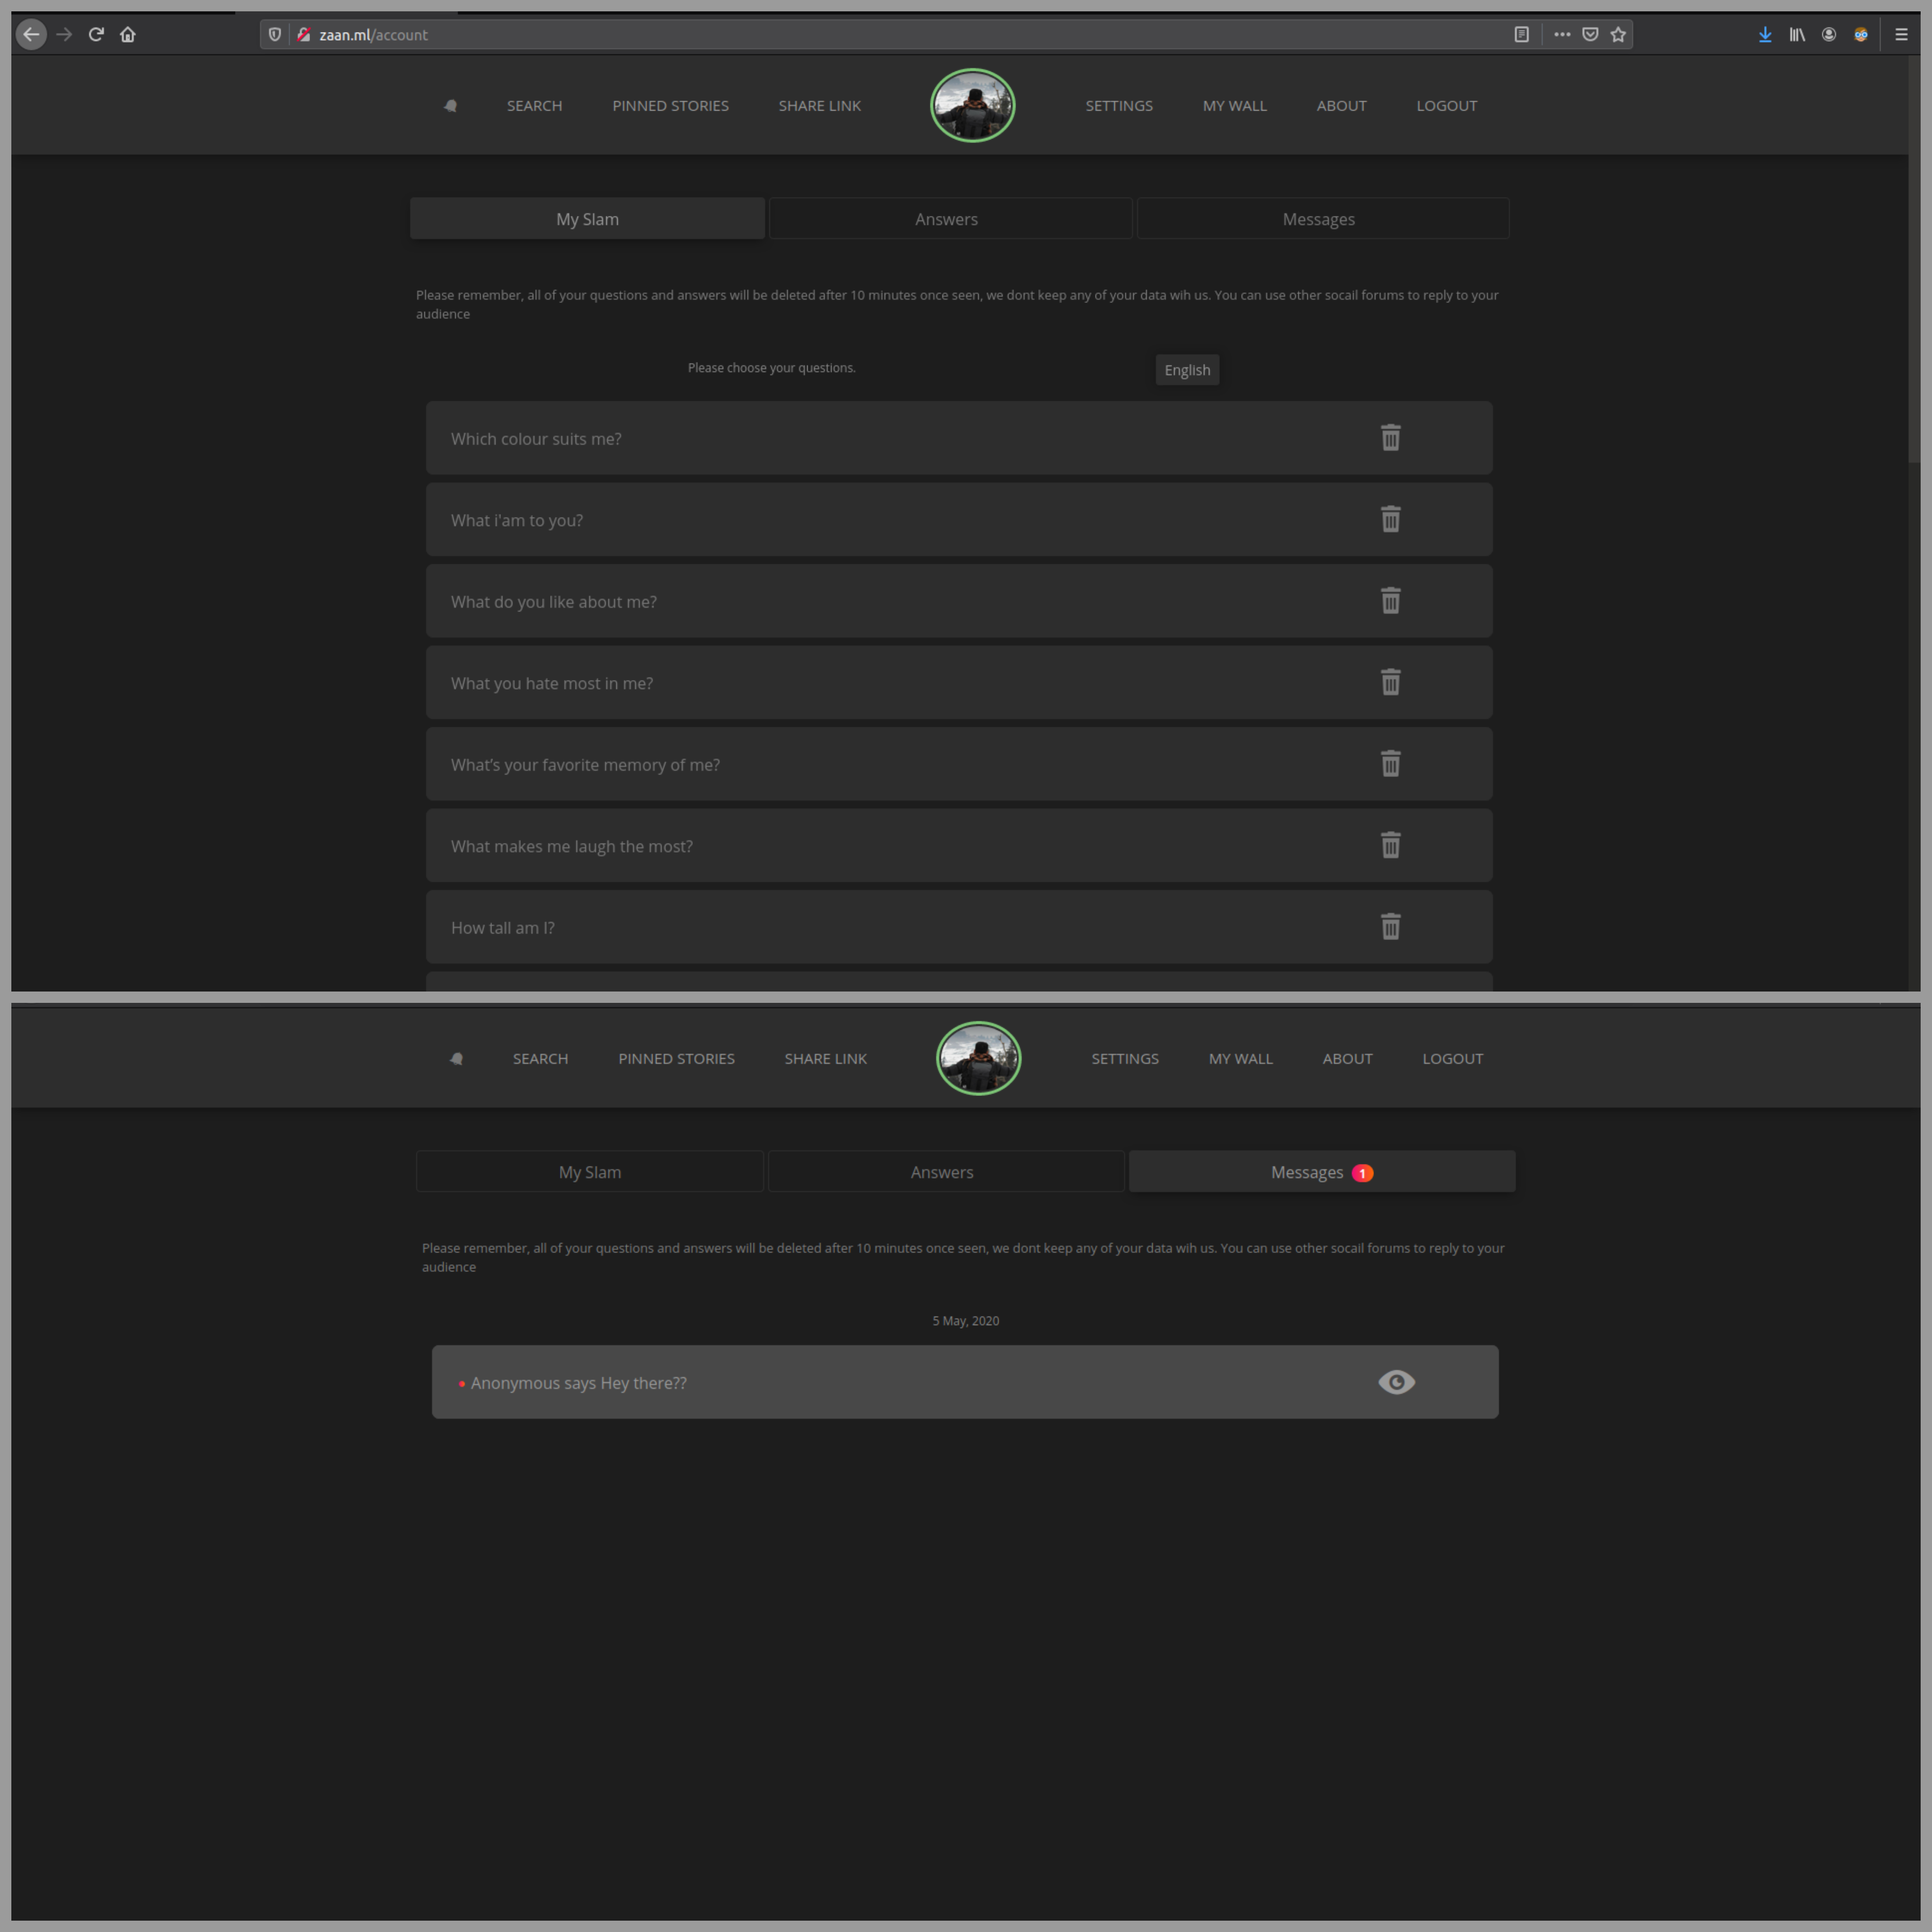 zaan.ml/account
SEARCH PINNED STORIES SHARE LINK SETTINGS MY WALL ABOUT LOGOUT
My Slam Answers Messages
Please remember, all of your questions and answers will be deleted after 10 minutes once seen, we dont keep any of your data wih us. You can use other socail forums to reply to your
audience
Please choose your questions. English
Which colour suits me?
What i'am to you?
What do you like about me?
What you hate most in me?
What's your favorite memory of me?
What makes me laugh the most?
How tall am I?
SEARCH PINNED STORIES SHARE LINK SETTINGS MY WALL ABOUT LOGOUT
My Slam Answers Messages 1
Please remember, all of your questions and answers will be deleted after 10 minutes once seen, we dont keep any of your data wih us. You can use other socail forums to reply to your
audience
5 May, 2020
Anonymous says Hey there??